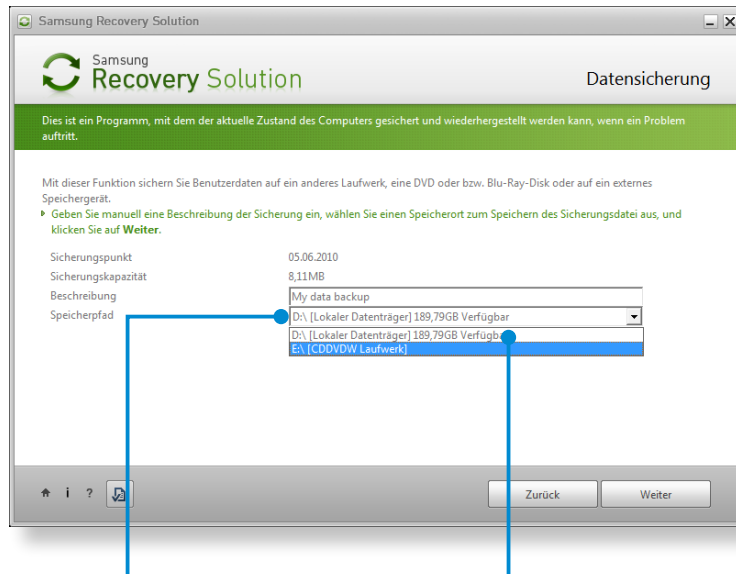 Samsung Recovery Solution
Samsung
Recovery Solution
Datensicherung
Dies ist ein Programm, mit dem der aktuelle Zustand des Computers gesichert und wiederhergestellt werden kann, wenn ein Problem
auftritt.
Mit dieser Funktion sichern Sie Benutzerdaten auf ein anderes Laufwerk, eine DVD oder bzw. Blu-Ray-Disk oder auf ein externes
Speichergerät.
Geben Sie manuell eine Beschreibung der Sicherung ein, wählen Sie einen Speicherort zum Speichern des Sicherungsdatei aus, und
klicken Sie auf Weiter.
Sicherungspunkt 05.06.2010
Sicherungskapazität 8,11MB
Beschreibung My data backup
Speicherpfad D:\ [Lokaler Datenträger] 189,79GB Verfügbar
D:\ [Lokaler Datenträger] 189,79GB
E:\ [CDDVDW Laufwerk]
i ?
Zurück Weiter